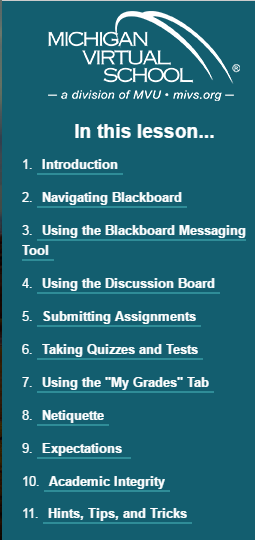 MICHIGAN
VIRTUAL
SCHOOL®
— a division of MVU • mivs.org —
In this lesson...
1. Introduction
2. Navigating Blackboard
3. Using the Blackboard Messaging
Tool
4. Using the Discussion Board
5. Submitting Assignments
6. Taking Quizzes and Tests
7. Using the "My Grades" Tab
8. Netiquette
9. Expectations
10. Academic Integrity
11. Hints, Tips, and Tricks